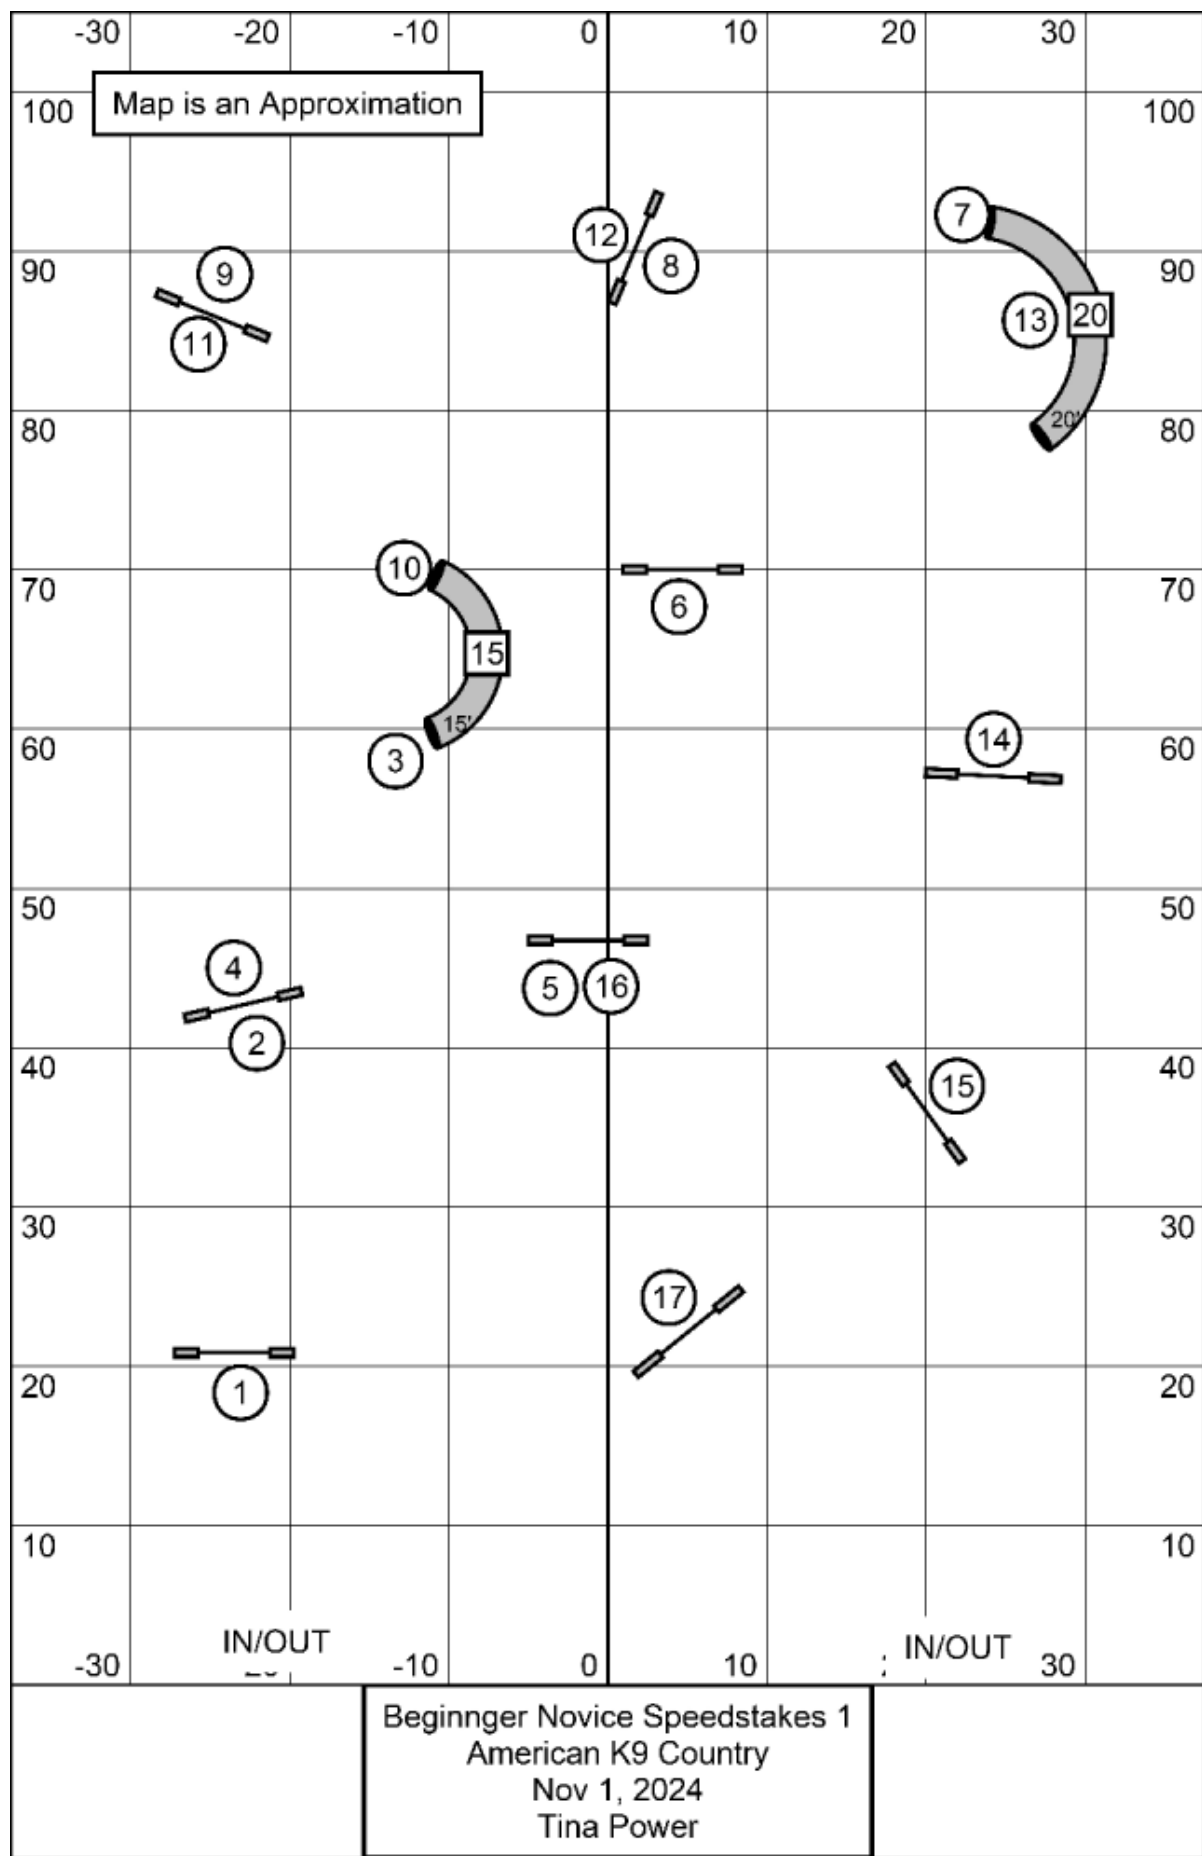 -30 -20 -10 0 10 20 30
100 Map is an Approximation 100
7
12
8
90 9 90
13 20
11
80 20' 80
10
70 70
6
15
15'
60 14 60
3
50 50
4
5 16
2
40 15 40
30 30
17
1
20 20
10 10
IN/OUT IN/OUT
-30 -10 0 10 30
Beginnger Novice Speedstakes 1
American K9 Country
Nov 1, 2024
Tina Power